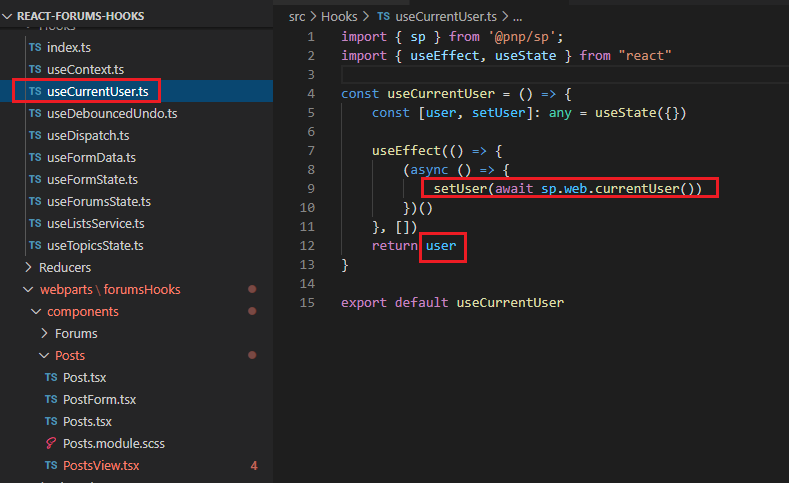 REACT-FORUMS-HOOKS
Hooks
TS index.ts
TS useContext.ts
TS useCurrentUser.ts
TS useDebouncedUndo.ts
TS useDispatch.ts
TS useFormData.ts
TS useFormState.ts
TS useForumsState.ts
TS useListsService.ts
TS useTopicsState.ts
Reducers
webparts \ forumsHooks
components
Forums
Posts
TS Post.tsx
TS PostForm.tsx
TS Posts.tsx
Posts.module.scss
TS PostsView.tsx 4
src > Hooks > TS useCurrentUser.ts > ...
1 import { sp } from '@pnp/sp';
2 import { useEffect, useState } from "react"
3
4 const useCurrentUser = () => {
5 const [user, setUser]: any = useState({})
6
7 useEffect(() => {
8 (async () => {
9 setUser(await sp.web.currentUser())
10 })()
11 }, [])
12 return user
13 }
14
15 export default useCurrentUser